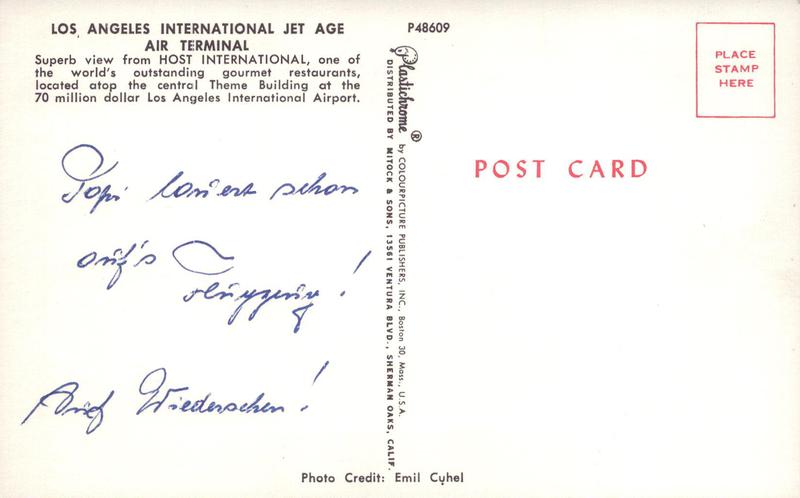 LOS ANGELES INTERNATIONAL JET AGE
AIR TERMINAL
Superb view from HOST INTERNATIONAL, one of
the world's outstanding gourmet restaurants,
located atop the central Theme Building at the
70 million dollar Los Angeles International Airport.
Papi lauert schon
auf's
Flugzeug!
Auf Wiedersehen!
P48609
Plastichrome ® by COLOURPICTURE PUBLISHERS, INC., Boston 30, Mass., U.S.A.
DISTRIBUTED BY MITOCK & SONS, 13561 VENTURA BLVD., SHERMAN OAKS, CALIF.
PLACE
STAMP
HERE
POST CARD
Photo Credit: Emil Cuhel